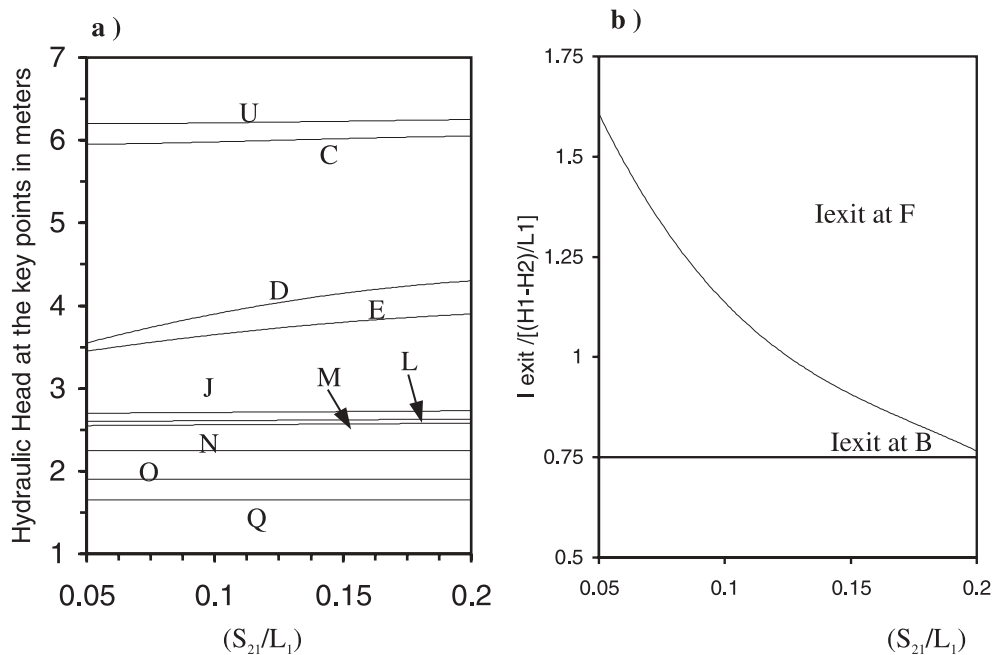 a )
Hydraulic Head at the key points in meters
7
6
5
4
3
2
1
U
C
D
E
J
M
L
N
O
Q
0.05 0.1 0.15 0.2
(S21/L1)
b )
I exit /[(H1-H2)/L1]
1.75
1.5
1.25
1
0.75
0.5
Iexit at F
Iexit at B
0.05 0.1 0.15 0.2
(S21/L1)